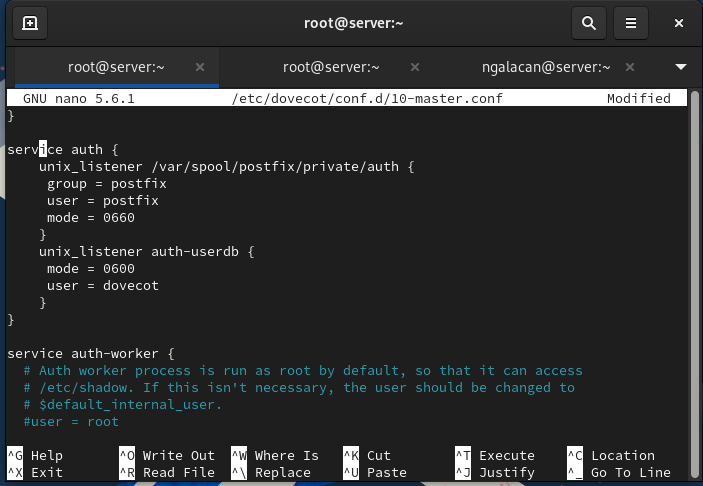 root@server:~
root@server:~ × root@server:~ × ngalacan@server:~ ×
GNU nano 5.6.1 /etc/dovecot/conf.d/10-master.conf Modified
}
service auth {
    unix_listener /var/spool/postfix/private/auth {
     group = postfix
     user = postfix
     mode = 0660
    }
    unix_listener auth-userdb {
     mode = 0600
     user = dovecot
    }
}
service auth-worker {
  # Auth worker process is run as root by default, so that it can access
  # /etc/shadow. If this isn't necessary, the user should be changed to
  # $default_internal_user.
  #user = root
^G Help ^O Write Out ^W Where Is ^K Cut ^T Execute ^C Location
^X Exit ^R Read File ^\ Replace ^U Paste ^J Justify ^_ Go To Line